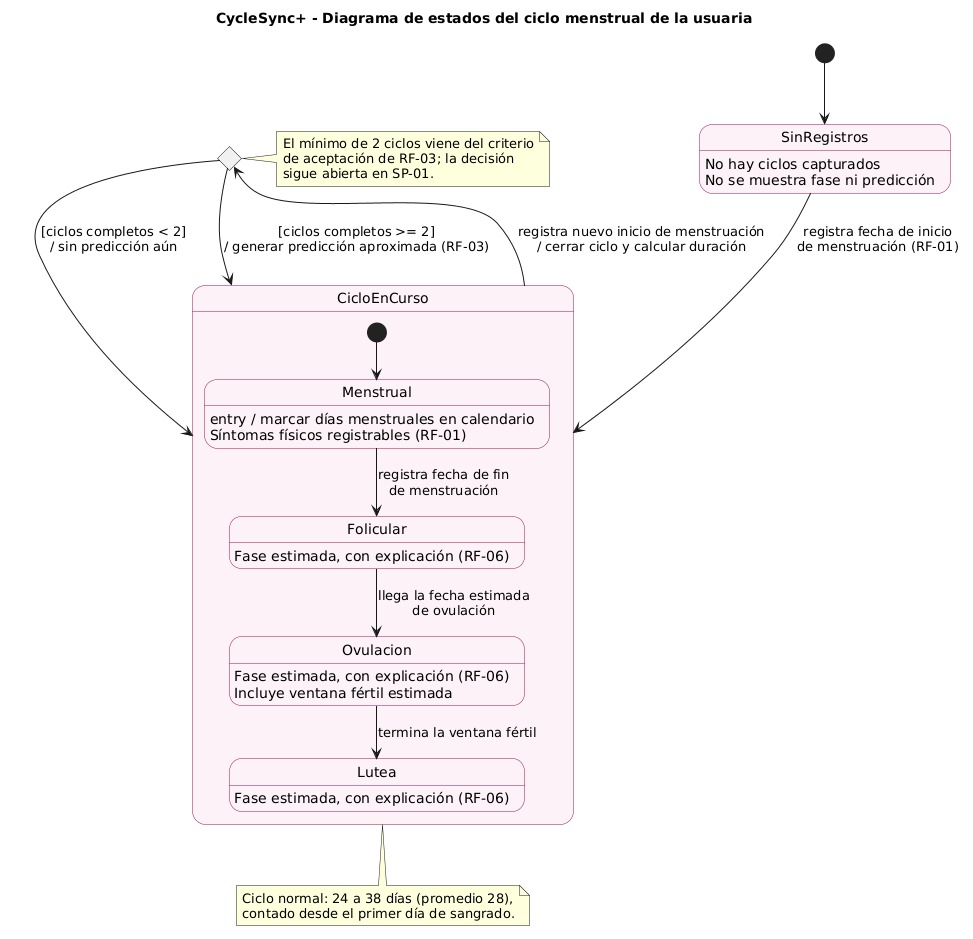 CycleSync+ - Diagrama de estados del ciclo menstrual de la usuaria
El mínimo de 2 ciclos viene del criterio
de aceptación de RF-03; la decisión
sigue abierta en SP-01.
SinRegistros
No hay ciclos capturados
No se muestra fase ni predicción
[ciclos completos < 2]
/ sin predicción aún
[ciclos completos >= 2]
/ generar predicción aproximada (RF-03)
registra nuevo inicio de menstruación
/ cerrar ciclo y calcular duración
registra fecha de inicio
de menstruación (RF-01)
CicloEnCurso
Menstrual
entry / marcar días menstruales en calendario
Síntomas físicos registrables (RF-01)
registra fecha de fin
de menstruación
Folicular
Fase estimada, con explicación (RF-06)
llega la fecha estimada
de ovulación
Ovulacion
Fase estimada, con explicación (RF-06)
Incluye ventana fértil estimada
termina la ventana fértil
Lutea
Fase estimada, con explicación (RF-06)
Ciclo normal: 24 a 38 días (promedio 28),
contado desde el primer día de sangrado.